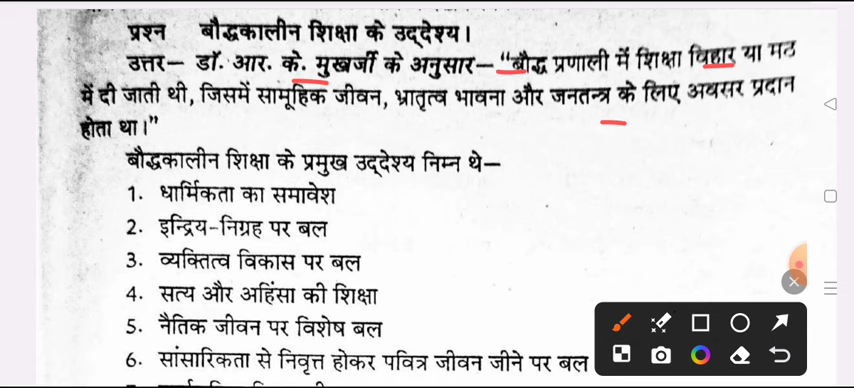 प्रश्न बौद्धकालीन शिक्षा के उद्देश्य।
उत्तर— डॉ. आर. के. मुखर्जी के अनुसार— "बौद्ध प्रणाली में शिक्षा विहार या मठ
में दी जाती थी, जिसमें सामूहिक जीवन, भ्रातृत्व भावना और जनतन्त्र के लिए अवसर प्रदान
होता था।"
बौद्धकालीन शिक्षा के प्रमुख उद्देश्य निम्न थे—
1. धार्मिकता का समावेश
2. इन्द्रिय-निग्रह पर बल
3. व्यक्तित्व विकास पर बल
4. सत्य और अहिंसा की शिक्षा
5. नैतिक जीवन पर विशेष बल
6. सांसारिकता से निवृत्त होकर पवित्र जीवन जीने पर बल